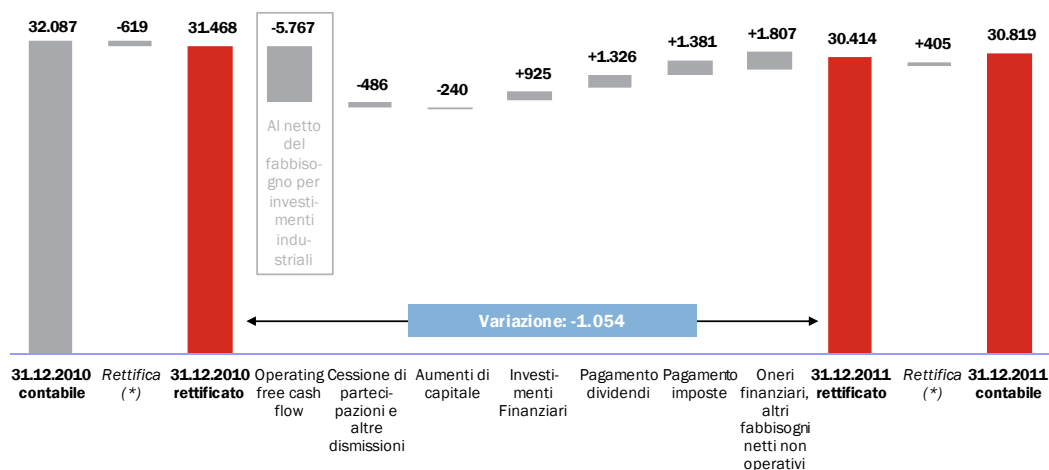 32.087
-619
31.468
-5.767
-486
-240
+925
+1.326
+1.381
+1.807
30.414
+405
30.819
Al netto
del
fabbiso-
gno per
investi-
menti
indu-
striali
Variazione: -1.054
31.12.2010
contabile
Rettifica
(*)
31.12.2010
rettificato
Operating
free cash
flow
Cessione di
parteci-
pazioni e
altre
dismissioni
Aumenti di
capitale
Investi-
menti
Finanziari
Pagamento
dividendi
Pagamento
imposte
Oneri
finanziari,
altri
fabbisogni
netti non
operativi
31.12.2011
rettificato
Rettifica
(*)
31.12.2011
contabile